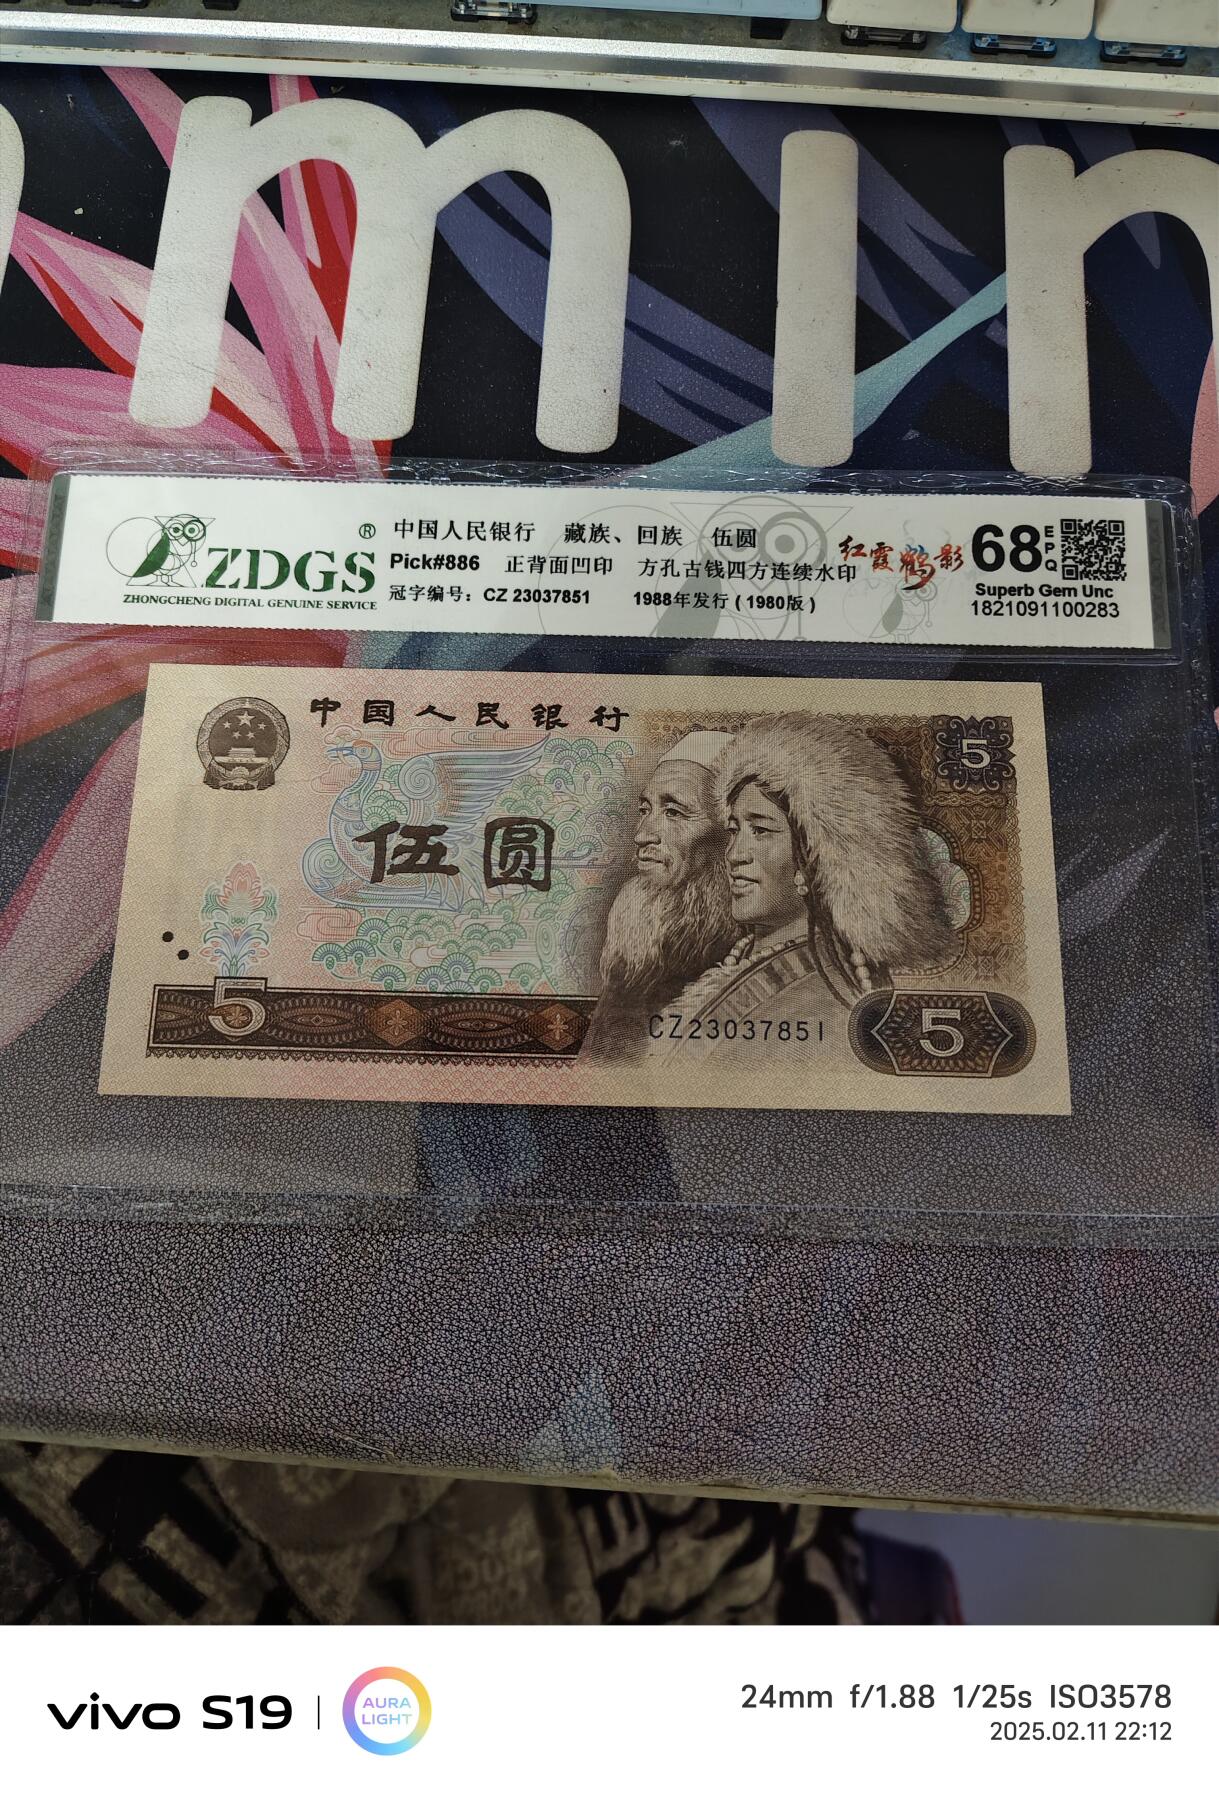 min
ZDGS®
ZHONGCHENG DIGITAL GENUINE SERVICE
中国人民银行 藏族、回族 伍圆
Pick#886 正背面凹印 方孔古钱四方连续水印
冠字编号：CZ 23037851 1988年发行 ( 1980版 )
红霞鹤影
68 EPQ
Superb Gem Unc
1821091100283
中国人民银行
5
伍圆
5
CZ23037851
5
vivo S19
AURA
LIGHT
24mm f/1.88 1/25s ISO3578
2025.02.11 22:12